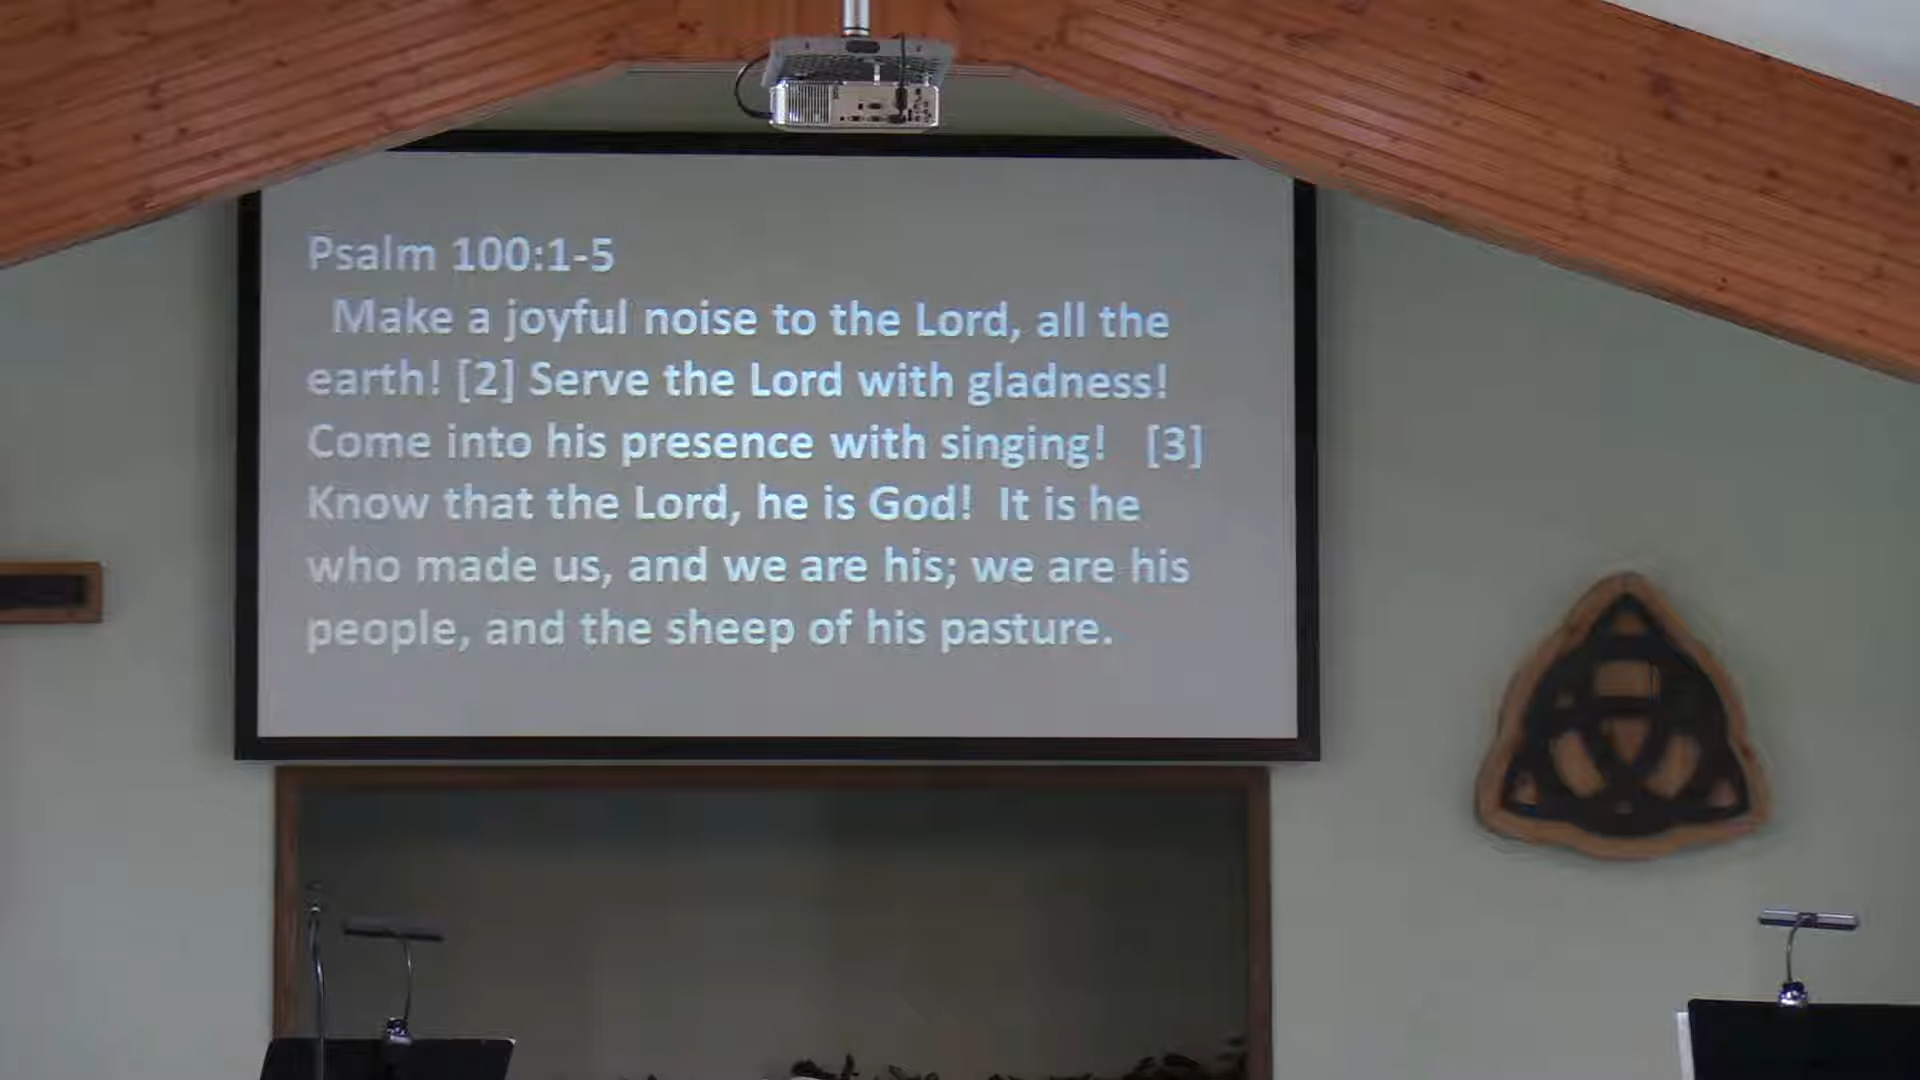 Psalm 100:1-5
Make a joyful noise to the Lord, all the
earth! [2] Serve the Lord with gladness!
Come into his presence with singing! [3]
Know that the Lord, he is God! It is he
who made us, and we are his; we are his
people, and the sheep of his pasture.